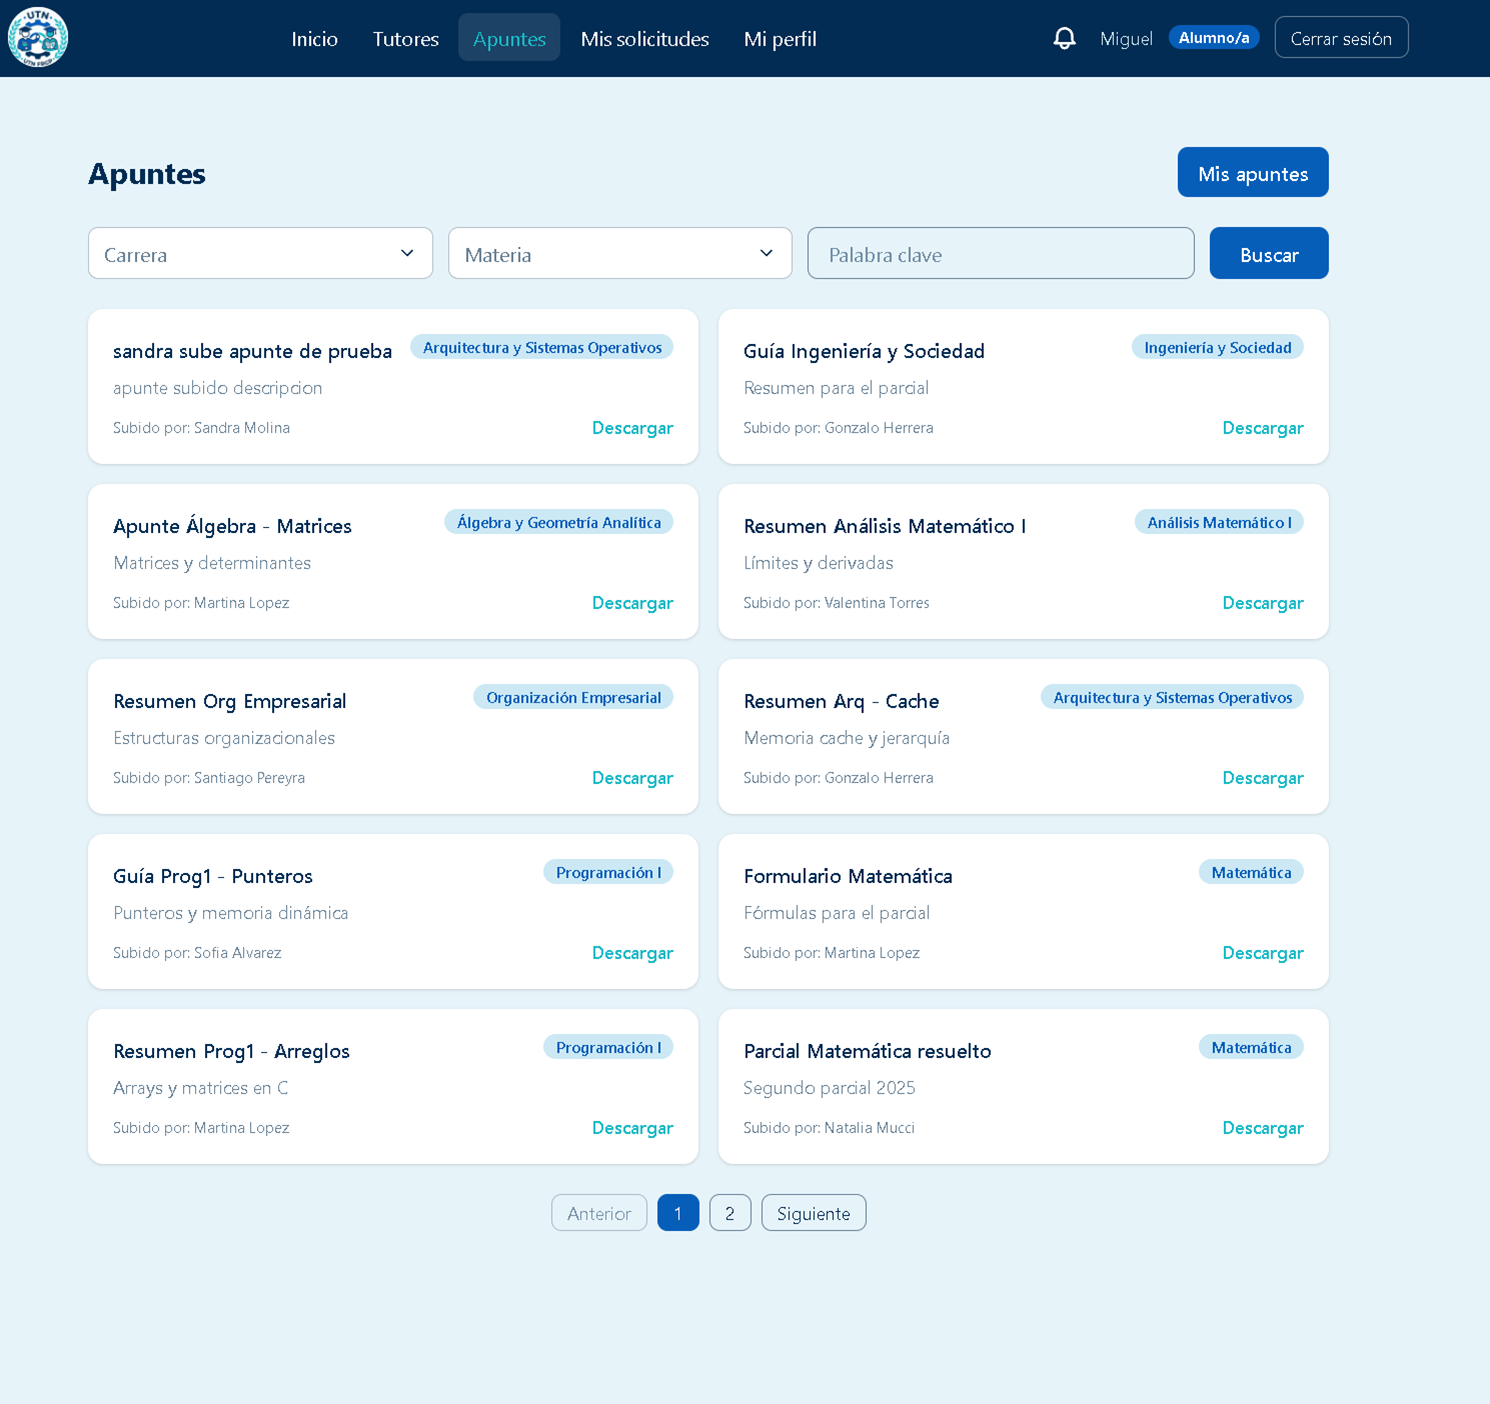 UTN
UTN FRGP
Inicio
Tutores
Apuntes
Mis solicitudes
Mi perfil
Miguel
Alumno/a
Cerrar sesión
Apuntes
Mis apuntes
Carrera
Materia
Palabra clave
Buscar
sandra sube apunte de prueba
Arquitectura y Sistemas Operativos
apunte subido descripcion
Subido por: Sandra Molina
Descargar
Guía Ingeniería y Sociedad
Ingeniería y Sociedad
Resumen para el parcial
Subido por: Gonzalo Herrera
Descargar
Apunte Álgebra - Matrices
Álgebra y Geometría Analítica
Matrices y determinantes
Subido por: Martina Lopez
Descargar
Resumen Análisis Matemático I
Análisis Matemático I
Límites y derivadas
Subido por: Valentina Torres
Descargar
Resumen Org Empresarial
Organización Empresarial
Estructuras organizacionales
Subido por: Santiago Pereyra
Descargar
Resumen Arq - Cache
Arquitectura y Sistemas Operativos
Memoria cache y jerarquía
Subido por: Gonzalo Herrera
Descargar
Guía Prog1 - Punteros
Programación I
Punteros y memoria dinámica
Subido por: Sofia Alvarez
Descargar
Formulario Matemática
Matemática
Fórmulas para el parcial
Subido por: Martina Lopez
Descargar
Resumen Prog1 - Arreglos
Programación I
Arrays y matrices en C
Subido por: Martina Lopez
Descargar
Parcial Matemática resuelto
Matemática
Segundo parcial 2025
Subido por: Natalia Mucci
Descargar
Anterior
1
2
Siguiente